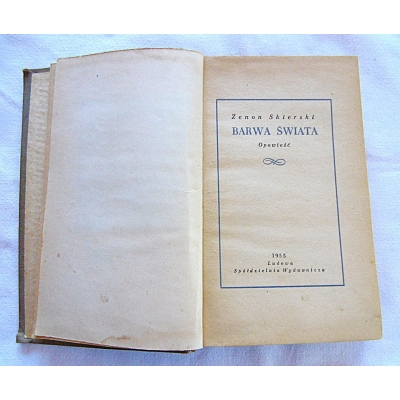 Zenon Skierski
BARWA ŚWIATA
Opowieść
1955
Ludowa
Spółdzielnia Wydawnicza